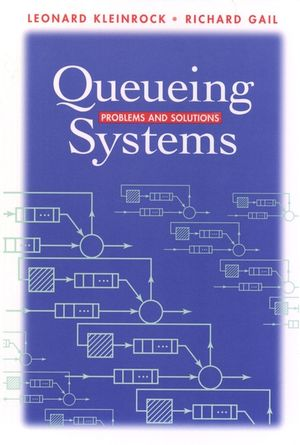 LEONARD KLEINROCK • RICHARD GAIL
Queueing
PROBLEMS AND SOLUTIONS
Systems